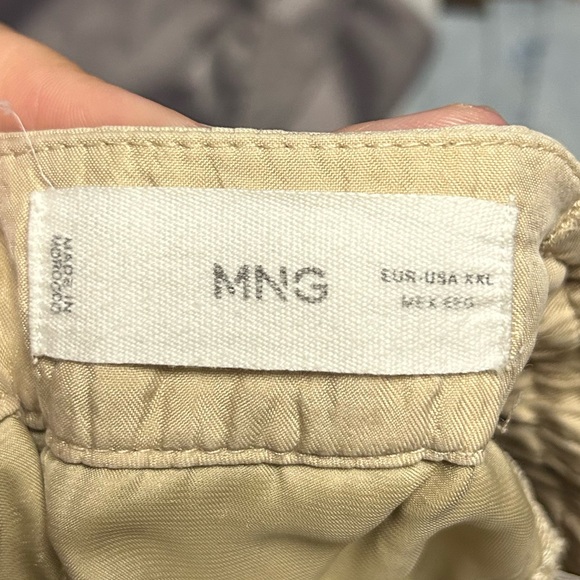 MADE IN
MOROCCO
MNG
EUR-USA XXL
MEX EEG